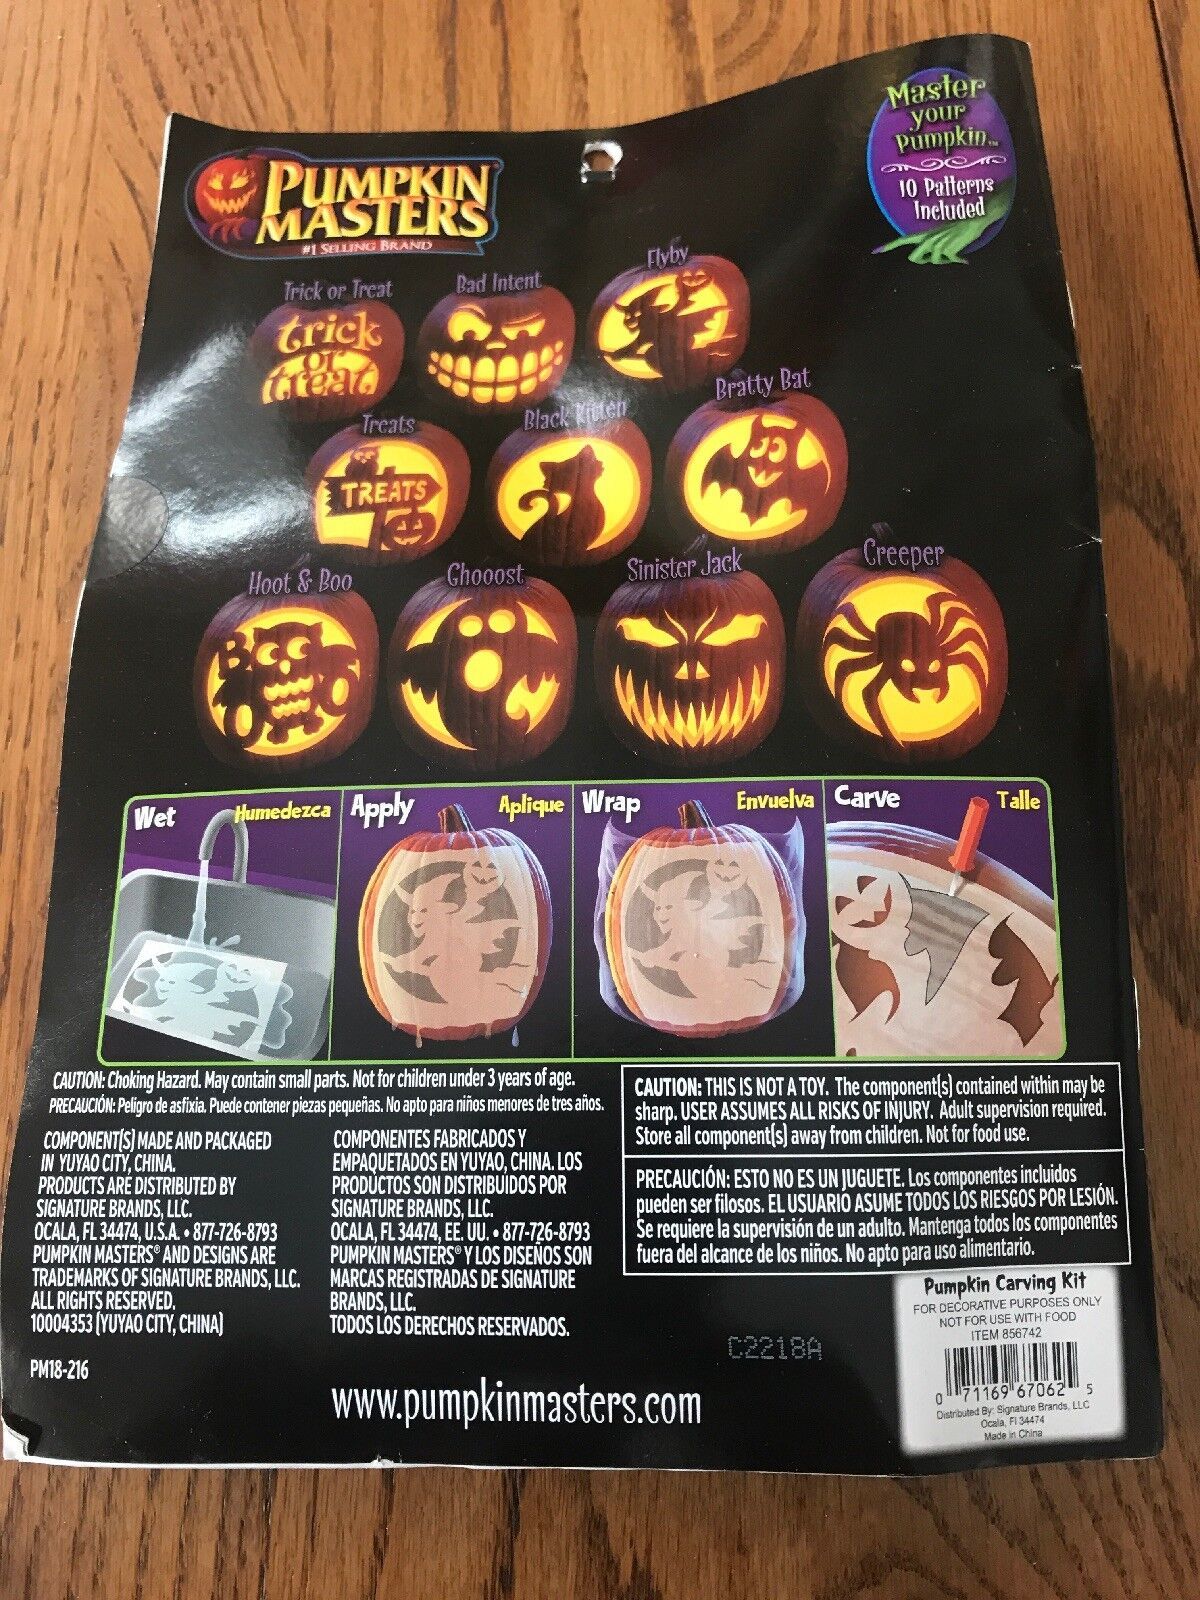 PUMPKIN
MASTERS
#1 SELLING BRAND
Master
your
Pumpkin™
10 Patterns
Included
Trick or Treat
Bad Intent
Flyby
trick
or
treat
Treats
Black Kitten
Bratty Bat
TREATS
Hoot & Boo
Ghooost
Sinister Jack
Creeper
BOO
Wet Humedezca
Apply Aplique
Wrap Envuelva
Carve Talle
CAUTION: Choking Hazard. May contain small parts. Not for children under 3 years of age.
PRECAUCIÓN: Peligro de asfixia. Puede contener piezas pequeñas. No apto para niños menores de tres años.
COMPONENT(S) MADE AND PACKAGED
IN YUYAO CITY, CHINA.
PRODUCTS ARE DISTRIBUTED BY
SIGNATURE BRANDS, LLC.
OCALA, FL 34474, U.S.A. • 877-726-8793
PUMPKIN MASTERS® AND DESIGNS ARE
TRADEMARKS OF SIGNATURE BRANDS, LLC.
ALL RIGHTS RESERVED.
10004353 (YUYAO CITY, CHINA)
PM18-216
COMPONENTES FABRICADOS Y
EMPAQUETADOS EN YUYAO, CHINA. LOS
PRODUCTOS SON DISTRIBUÍDOS POR
SIGNATURE BRANDS, LLC.
OCALA, FL 34474, EE. UU. • 877-726-8793
PUMPKIN MASTERS® Y LOS DISEÑOS SON
MARCAS REGISTRADAS DE SIGNATURE
BRANDS, LLC.
TODOS LOS DERECHOS RESERVADOS.
CAUTION: THIS IS NOT A TOY. The component(s) contained within may be
sharp. USER ASSUMES ALL RISKS OF INJURY. Adult supervision required.
Store all component(s) away from children. Not for food use.
PRECAUCIÓN: ESTO NO ES UN JUGUETE. Los componentes incluidos
pueden ser filosos. EL USUARIO ASUME TODOS LOS RIESGOS POR LESIÓN.
Se requiere la supervisión de un adulto. Mantenga todos los componentes
fuera del alcance de los niños. No apto para uso alimentario.
C2218A
www.pumpkinmasters.com
Pumpkin Carving Kit
FOR DECORATIVE PURPOSES ONLY
NOT FOR USE WITH FOOD
ITEM 856742
0 71169 67062 5
Distributed By: Signature Brands, LLC
Ocala, Fl 34474
Made in China